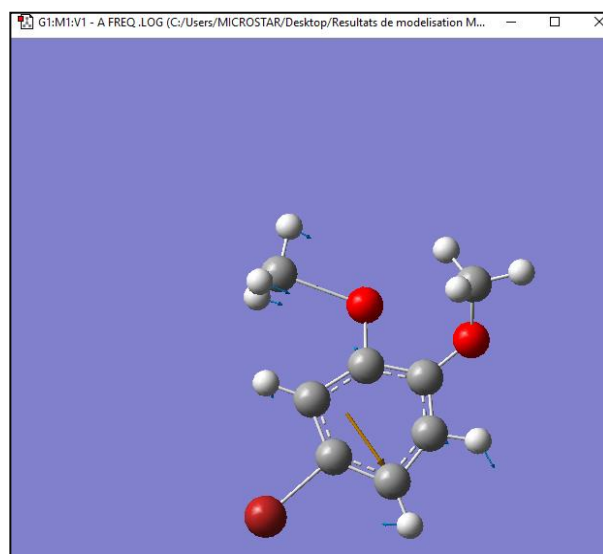 G1:M1:V1 - A FREQ .LOG (C:/Users/MICROSTAR/Desktop/Resultats de modelisation M...